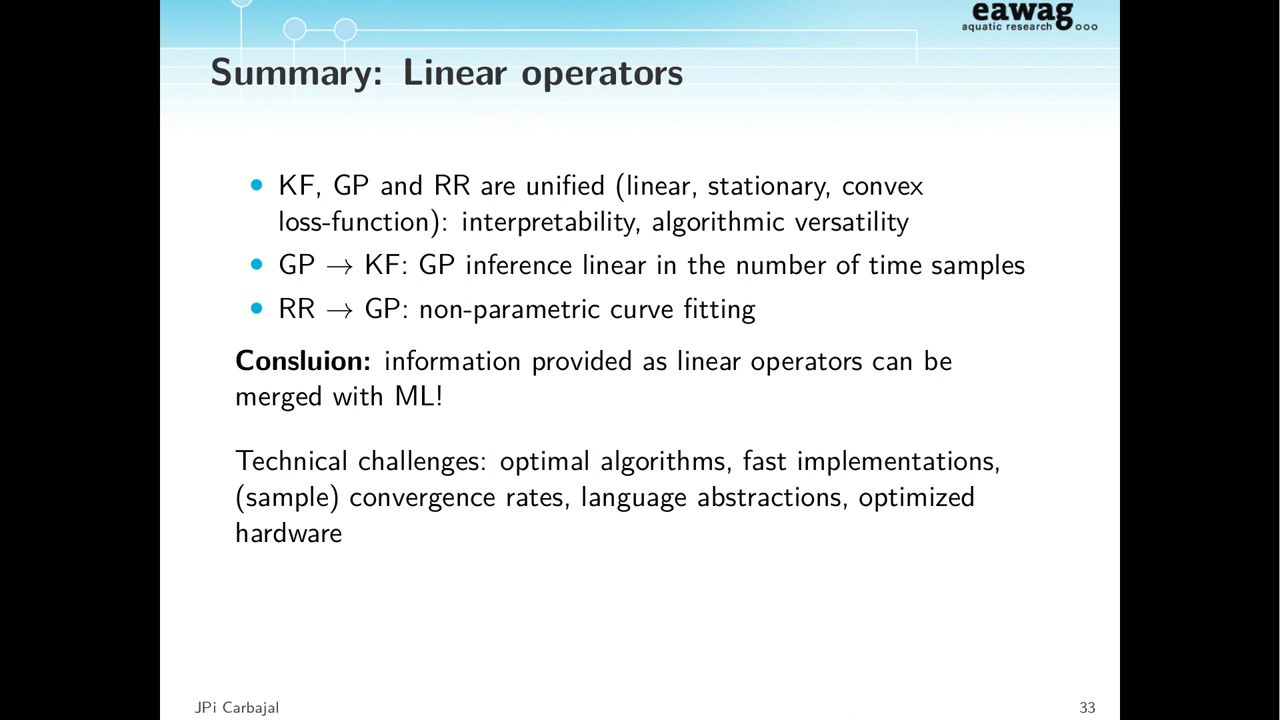 eawag
aquatic research
Summary: Linear operators
• KF, GP and RR are unified (linear, stationary, convex
loss-function): interpretability, algorithmic versatility
• GP → KF: GP inference linear in the number of time samples
• RR → GP: non-parametric curve fitting
Consluion: information provided as linear operators can be
merged with ML!
Technical challenges: optimal algorithms, fast implementations,
(sample) convergence rates, language abstractions, optimized
hardware
JPi Carbajal
33